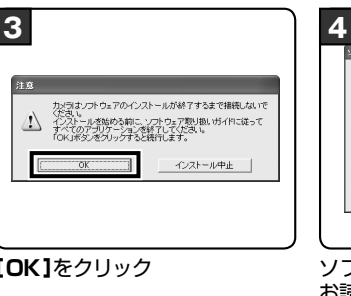 3
注意
カメラはソフトウェアのインストールが終了するまで接続しないで
ください。
インストールを始める前に、ソフトウェア取り扱いガイドに従って
すべてのアプリケーションを終了してください。
「OK」ボタンをクリックすると続行します。
OK
インストール中止
[OK]をクリック
4
ソフ
お読